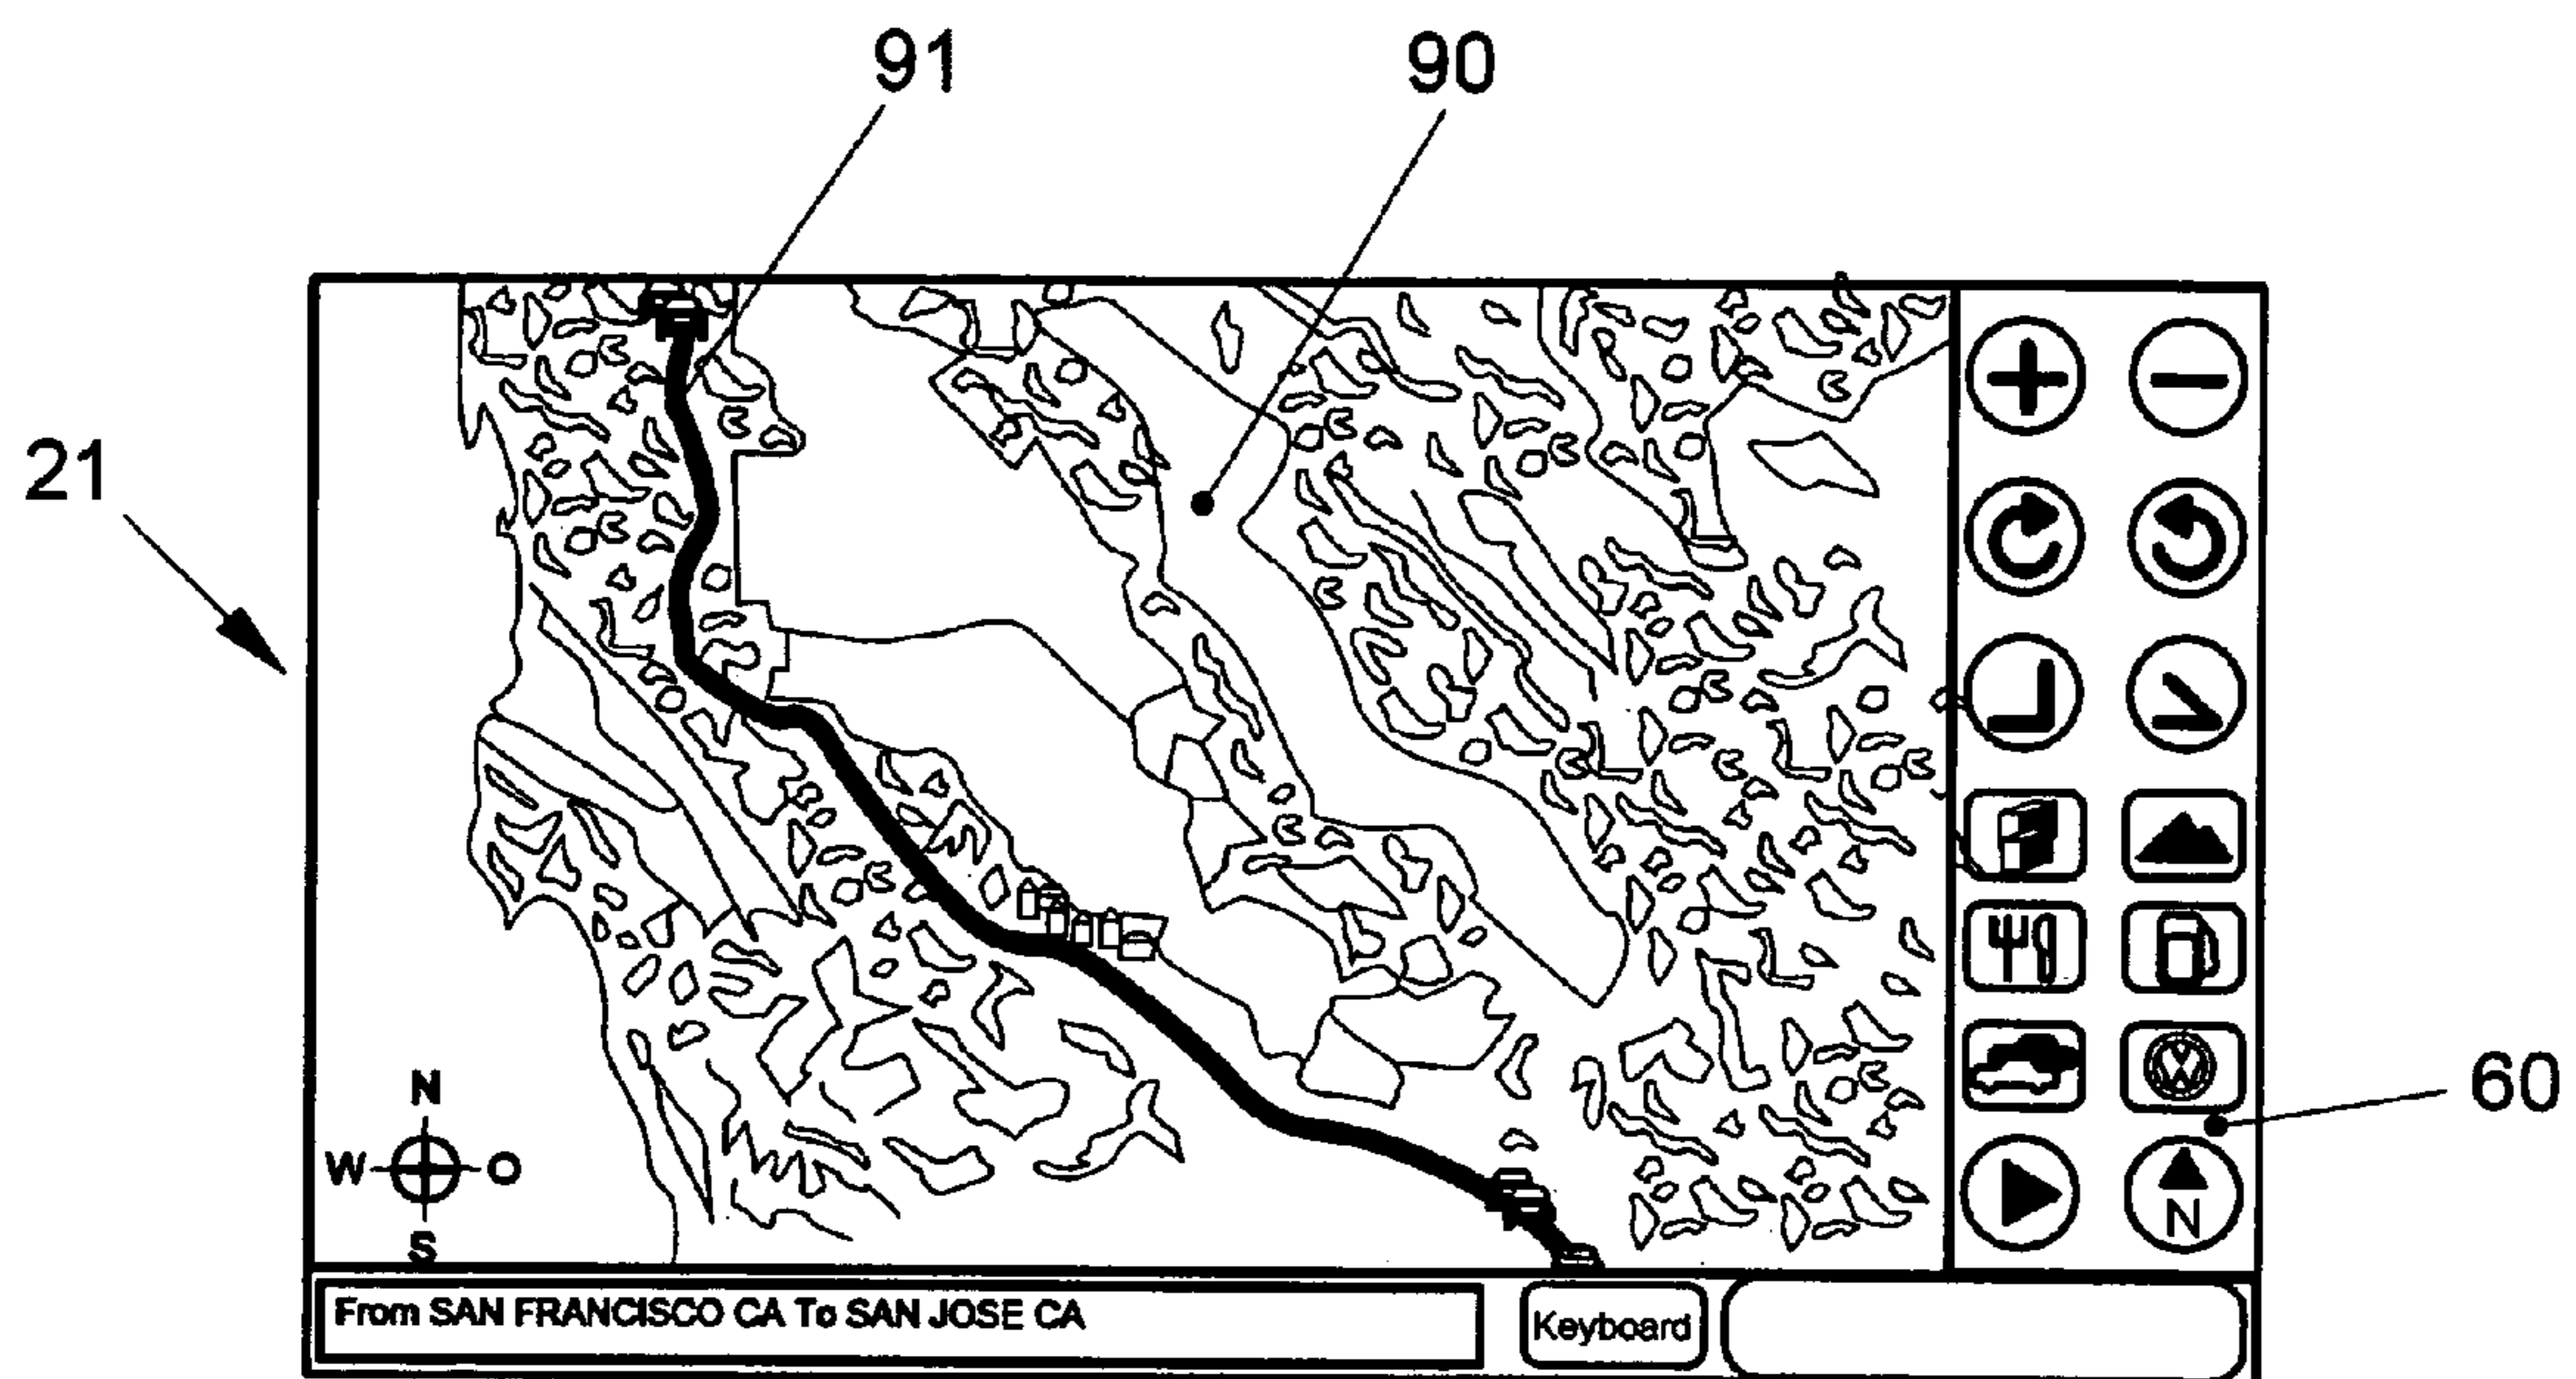 91 90
21
N
W O
S
60
N
From SAN FRANCISCO CA To SAN JOSE CA
Keyboard